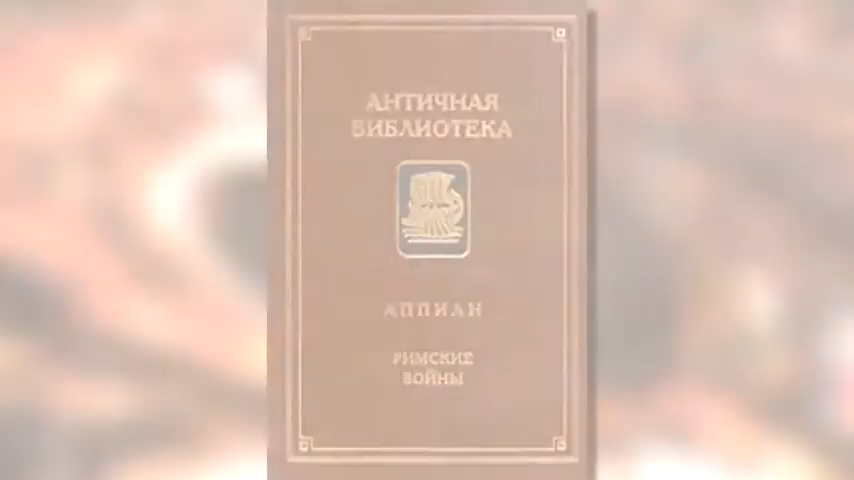 АНТИЧНАЯ
БИБЛИОТЕКА
АППИАН
РИМСКИЕ
ВОЙНЫ